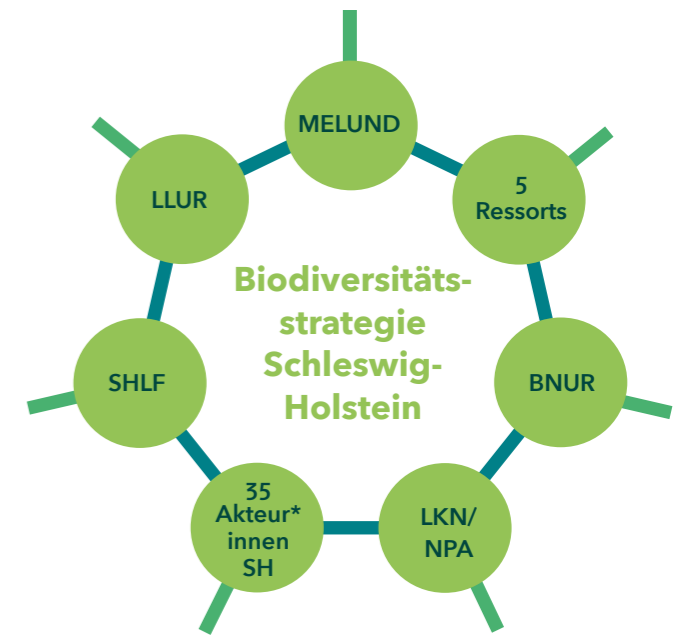 MELUND
5
Ressorts
BNUR
LKN/
NPA
35
Akteur*
innen
SH
SHLF
LLUR
Biodiversitäts-
strategie
Schleswig-
Holstein